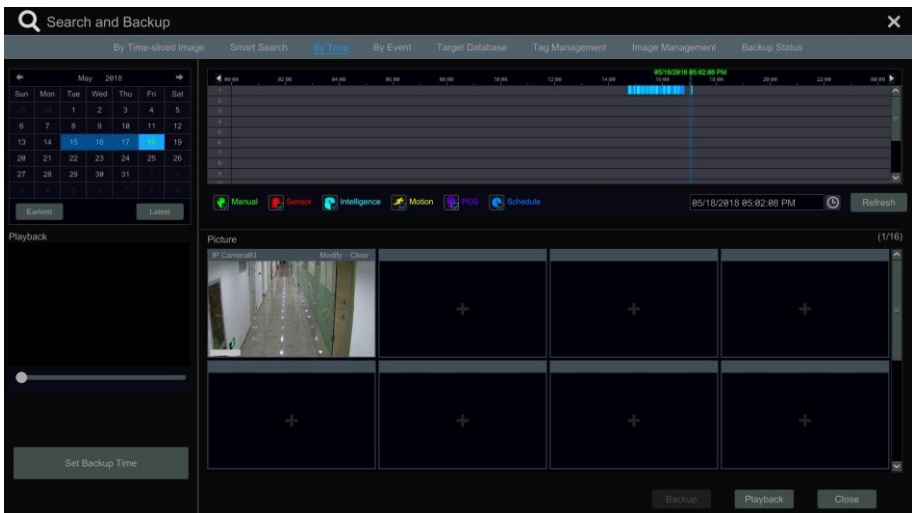 Search and Backup
By Time-sliced Image Smart Search By Time By Event Target Database Tag Management Image Management Backup Status
May 2018
05/18/2018 05:02:08 PM
00:00 02:00 04:00 12:00 14:00 16:00 20:00 22:00
Sun Mon Tue Wed Thu Fri Sat
1 2 3 4 5
6 7 8 9 10 11 12
13 14 15 16 17 18 19
20 21 22 23 24 25 26
27 28 29 30 31
Earliest Latest
Manual Sensor Intelligence Motion POS Schedule
05/18/2018 05:02:08 PM Refresh
Playback
Picture (1/16)
IP Camera03 Modify Clear
Set Backup Time
Backup Playback Close